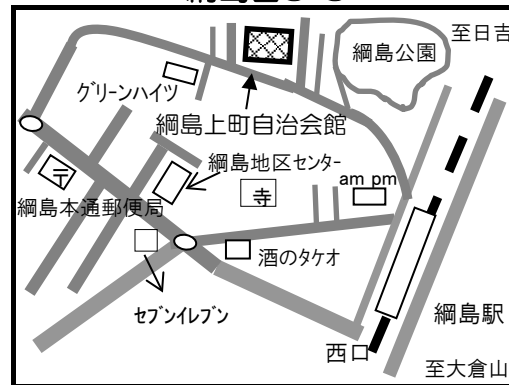 綱島公園
至日吉
グリーンハイツ
綱島上町自治会館
綱島地区センター
寺
am pm
〒
綱島本通郵便局
酒のタケオ
セブンイレブン
綱島駅
西口
至大倉山